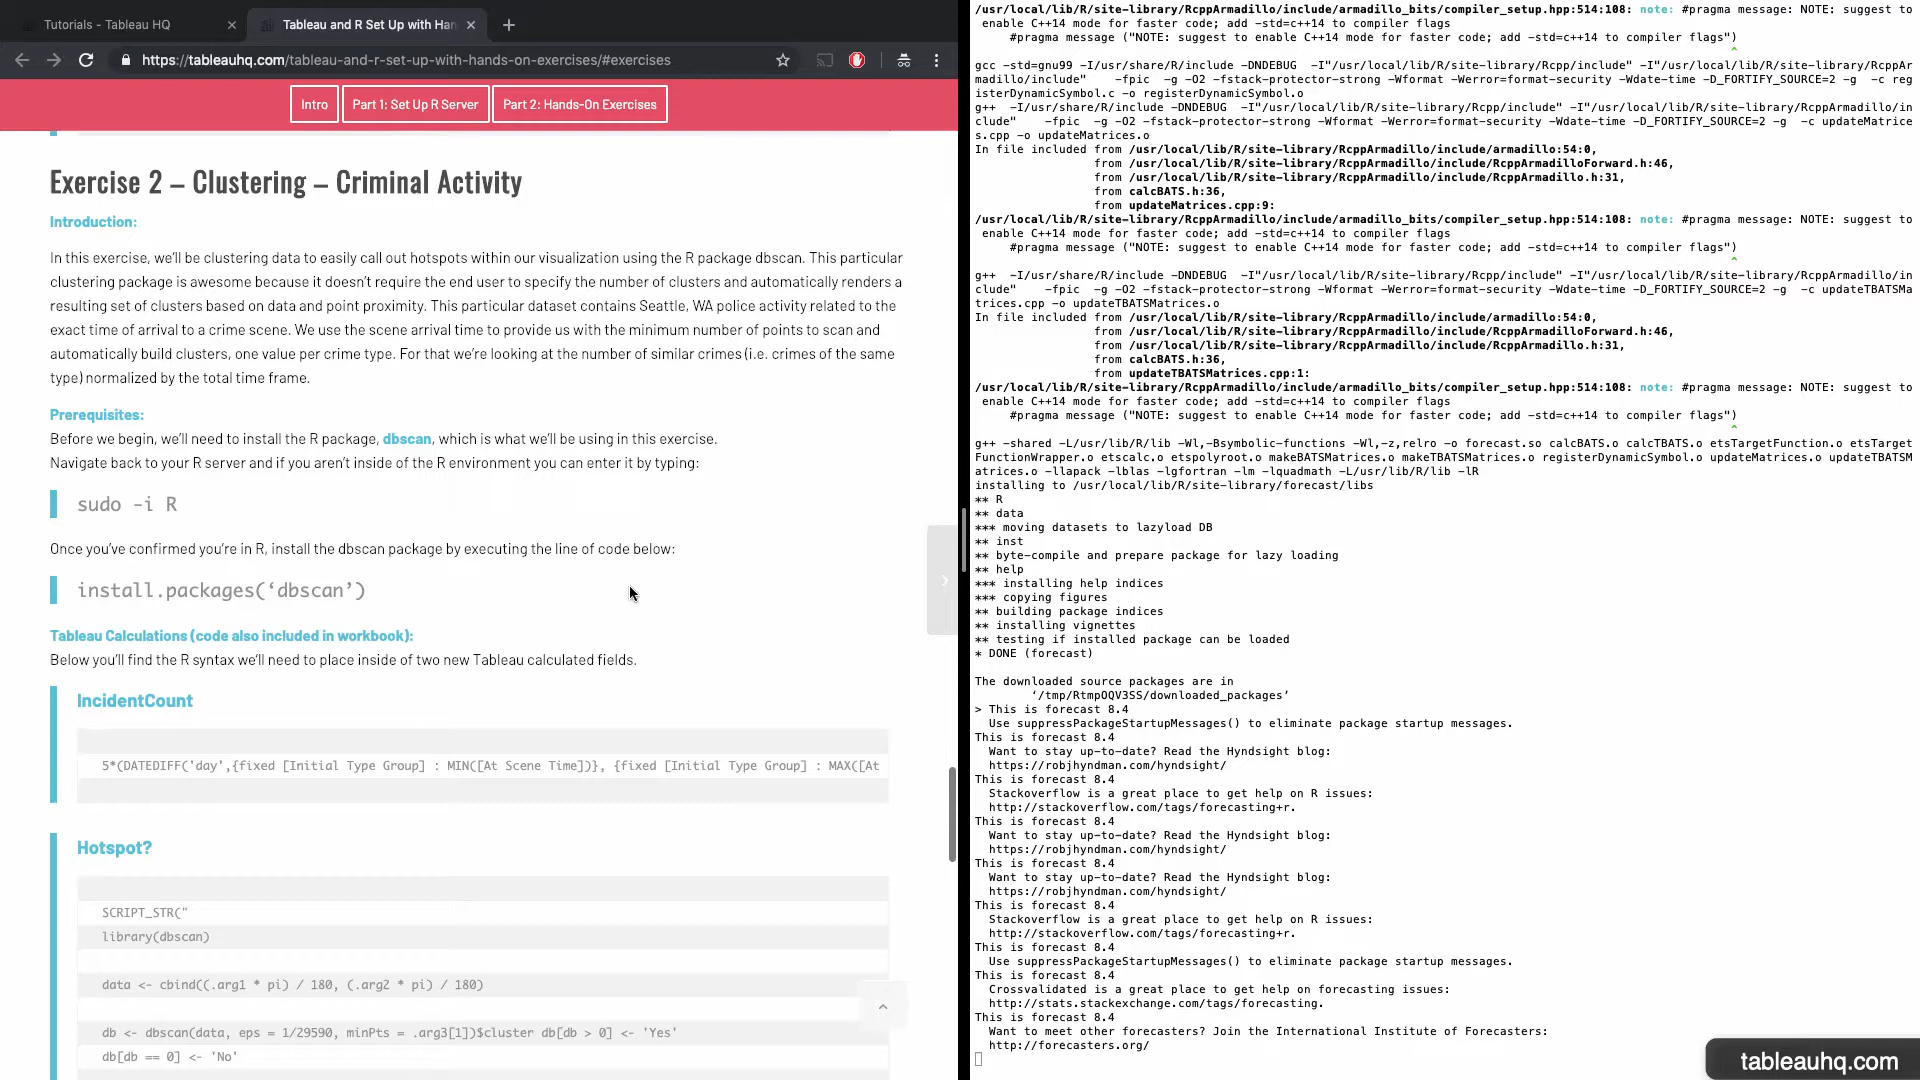 Tutorials - Tableau HQ
Tableau and R Set Up with Han
https://tableauhq.com/tableau-and-r-set-up-with-hands-on-exercises/#exercises
Intro
Part 1: Set Up R Server
Part 2: Hands-On Exercises
Exercise 2 – Clustering – Criminal Activity
Introduction:
In this exercise, we'll be clustering data to easily call out hotspots within our visualization using the R package dbscan. This particular
clustering package is awesome because it doesn't require the end user to specify the number of clusters and automatically renders a
resulting set of clusters based on data and point proximity. This particular dataset contains Seattle, WA police activity related to the
exact time of arrival to a crime scene. We use the scene arrival time to provide us with the minimum number of points to scan and
automatically build clusters, one value per crime type. For that we're looking at the number of similar crimes (i.e. crimes of the same
type) normalized by the total time frame.
Prerequisites:
Before we begin, we'll need to install the R package, dbscan, which is what we'll be using in this exercise.
Navigate back to your R server and if you aren't inside of the R environment you can enter it by typing:
sudo -i R
Once you've confirmed you're in R, install the dbscan package by executing the line of code below:
install.packages(‘dbscan’)
Tableau Calculations (code also included in workbook):
Below you'll find the R syntax we'll need to place inside of two new Tableau calculated fields.
IncidentCount
5*(DATEDIFF('day',{fixed [Initial Type Group] : MIN([At Scene Time])}, {fixed [Initial Type Group] : MAX([At
Hotspot?
SCRIPT_STR("
library(dbscan)
data <- cbind((.arg1 * pi) / 180, (.arg2 * pi) / 180)
db <- dbscan(data, eps = 1/29590, minPts = .arg3[1])$cluster db[db > 0] <- 'Yes'
db[db == 0] <- 'No'
/usr/local/lib/R/site-library/RcppArmadillo/include/armadillo_bits/compiler_setup.hpp:514:108: note: #pragma message: NOTE: suggest to
enable C++14 mode for faster code; add -std=c++14 to compiler flags
#pragma message ("NOTE: suggest to enable C++14 mode for faster code; add -std=c++14 to compiler flags")
^
gcc -std=gnu99 -I/usr/share/R/include -DNDEBUG -I"/usr/local/lib/R/site-library/Rcpp/include" -I"/usr/local/lib/R/site-library/RcppAr
madillo/include" -fpic -g -O2 -fstack-protector-strong -Wformat -Werror=format-security -Wdate-time -D_FORTIFY_SOURCE=2 -g -c reg
isterDynamicSymbol.c -o registerDynamicSymbol.o
g++ -I/usr/share/R/include -DNDEBUG -I"/usr/local/lib/R/site-library/Rcpp/include" -I"/usr/local/lib/R/site-library/RcppArmadillo/in
clude" -fpic -g -O2 -fstack-protector-strong -Wformat -Werror=format-security -Wdate-time -D_FORTIFY_SOURCE=2 -g -c updateMatrice
s.cpp -o updateMatrices.o
In file included from /usr/local/lib/R/site-library/RcppArmadillo/include/armadillo:54:0,
from /usr/local/lib/R/site-library/RcppArmadillo/include/RcppArmadilloForward.h:46,
from /usr/local/lib/R/site-library/RcppArmadillo/include/RcppArmadillo.h:31,
from calcBATS.h:36,
from updateMatrices.cpp:9:
/usr/local/lib/R/site-library/RcppArmadillo/include/armadillo_bits/compiler_setup.hpp:514:108: note: #pragma message: NOTE: suggest to
enable C++14 mode for faster code; add -std=c++14 to compiler flags
#pragma message ("NOTE: suggest to enable C++14 mode for faster code; add -std=c++14 to compiler flags")
^
g++ -I/usr/share/R/include -DNDEBUG -I"/usr/local/lib/R/site-library/Rcpp/include" -I"/usr/local/lib/R/site-library/RcppArmadillo/in
clude" -fpic -g -O2 -fstack-protector-strong -Wformat -Werror=format-security -Wdate-time -D_FORTIFY_SOURCE=2 -g -c updateTBATSMa
trices.cpp -o updateTBATSMatrices.o
In file included from /usr/local/lib/R/site-library/RcppArmadillo/include/armadillo:54:0,
from /usr/local/lib/R/site-library/RcppArmadillo/include/RcppArmadilloForward.h:46,
from /usr/local/lib/R/site-library/RcppArmadillo/include/RcppArmadillo.h:31,
from calcBATS.h:36,
from updateTBATSMatrices.cpp:1:
/usr/local/lib/R/site-library/RcppArmadillo/include/armadillo_bits/compiler_setup.hpp:514:108: note: #pragma message: NOTE: suggest to
enable C++14 mode for faster code; add -std=c++14 to compiler flags
#pragma message ("NOTE: suggest to enable C++14 mode for faster code; add -std=c++14 to compiler flags")
^
g++ -shared -L/usr/lib/R/lib -Wl,-Bsymbolic-functions -Wl,-z,relro -o forecast.so calcBATS.o calcTBATS.o etsTargetFunction.o etsTarget
FunctionWrapper.o etscalc.o etspolyroot.o makeBATSMatrices.o makeTBATSMatrices.o registerDynamicSymbol.o updateMatrices.o updateTBATSM
atrices.o -llapack -lblas -lgfortran -lm -lquadmath -L/usr/lib/R/lib -lR
installing to /usr/local/lib/R/site-library/forecast/libs
** R
** data
*** moving datasets to lazyload DB
** inst
** byte-compile and prepare package for lazy loading
** help
*** installing help indices
*** copying figures
** building package indices
** installing vignettes
** testing if installed package can be loaded
* DONE (forecast)
The downloaded source packages are in
‘/tmp/RtmpOQV3SS/downloaded_packages’
> This is forecast 8.4
Use suppressPackageStartupMessages() to eliminate package startup messages.
This is forecast 8.4
Want to stay up-to-date? Read the Hyndsight blog:
https://robjhyndman.com/hyndsight/
This is forecast 8.4
Stackoverflow is a great place to get help on R issues:
http://stackoverflow.com/tags/forecasting+r.
This is forecast 8.4
Want to stay up-to-date? Read the Hyndsight blog:
https://robjhyndman.com/hyndsight/
This is forecast 8.4
Want to stay up-to-date? Read the Hyndsight blog:
https://robjhyndman.com/hyndsight/
This is forecast 8.4
Stackoverflow is a great place to get help on R issues:
http://stackoverflow.com/tags/forecasting+r.
This is forecast 8.4
Use suppressPackageStartupMessages() to eliminate package startup messages.
This is forecast 8.4
Crossvalidated is a great place to get help on forecasting issues:
http://stats.stackexchange.com/tags/forecasting.
This is forecast 8.4
Want to meet other forecasters? Join the International Institute of Forecasters:
http://forecasters.org/
tableauhq.com